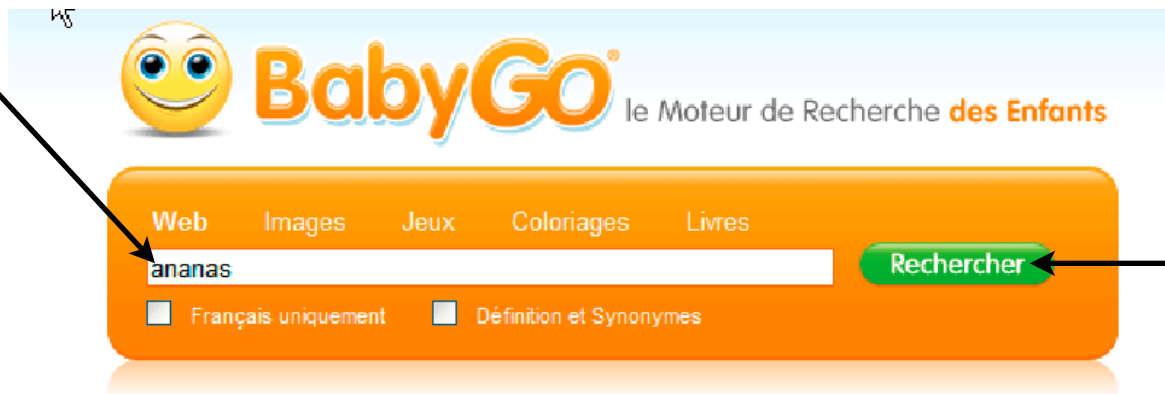 BabyGO® le Moteur de Recherche des Enfants
Web Images Jeux Coloriages Livres
ananas Rechercher
Français uniquement Définition et Synonymes